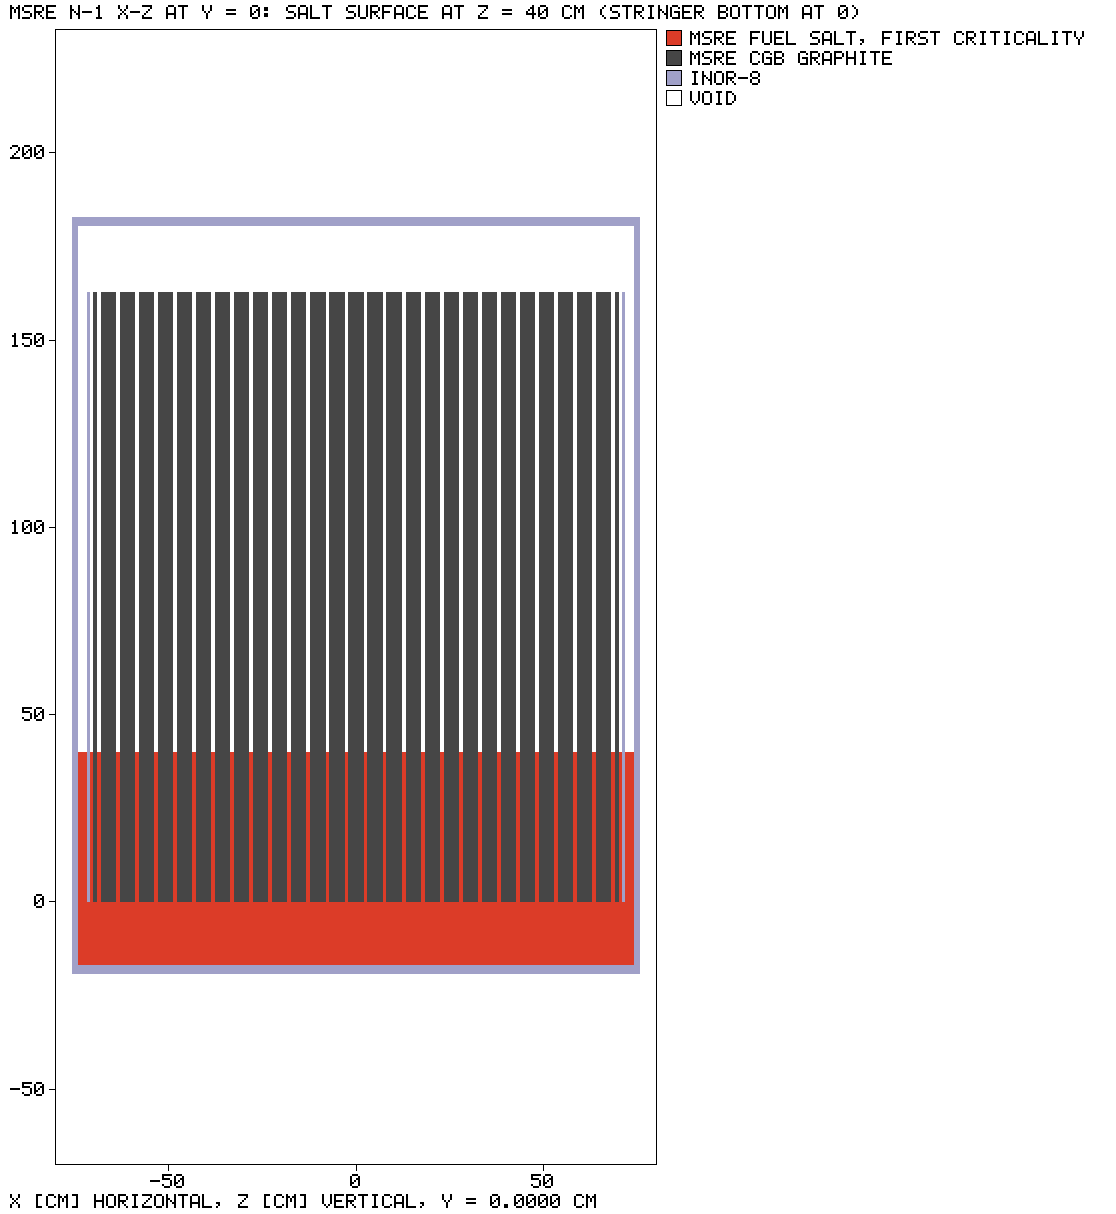 MSRE N-1 X-Z AT Y = 0: SALT SURFACE AT Z = 40 CM (STRINGER BOTTOM AT 0)
MSRE FUEL SALT, FIRST CRITICALITY
MSRE CGB GRAPHITE
INOR-8
VOID
200
150
100
50
0
-50
-50 0 50
X [CM] HORIZONTAL, Z [CM] VERTICAL, Y = 0.0000 CM